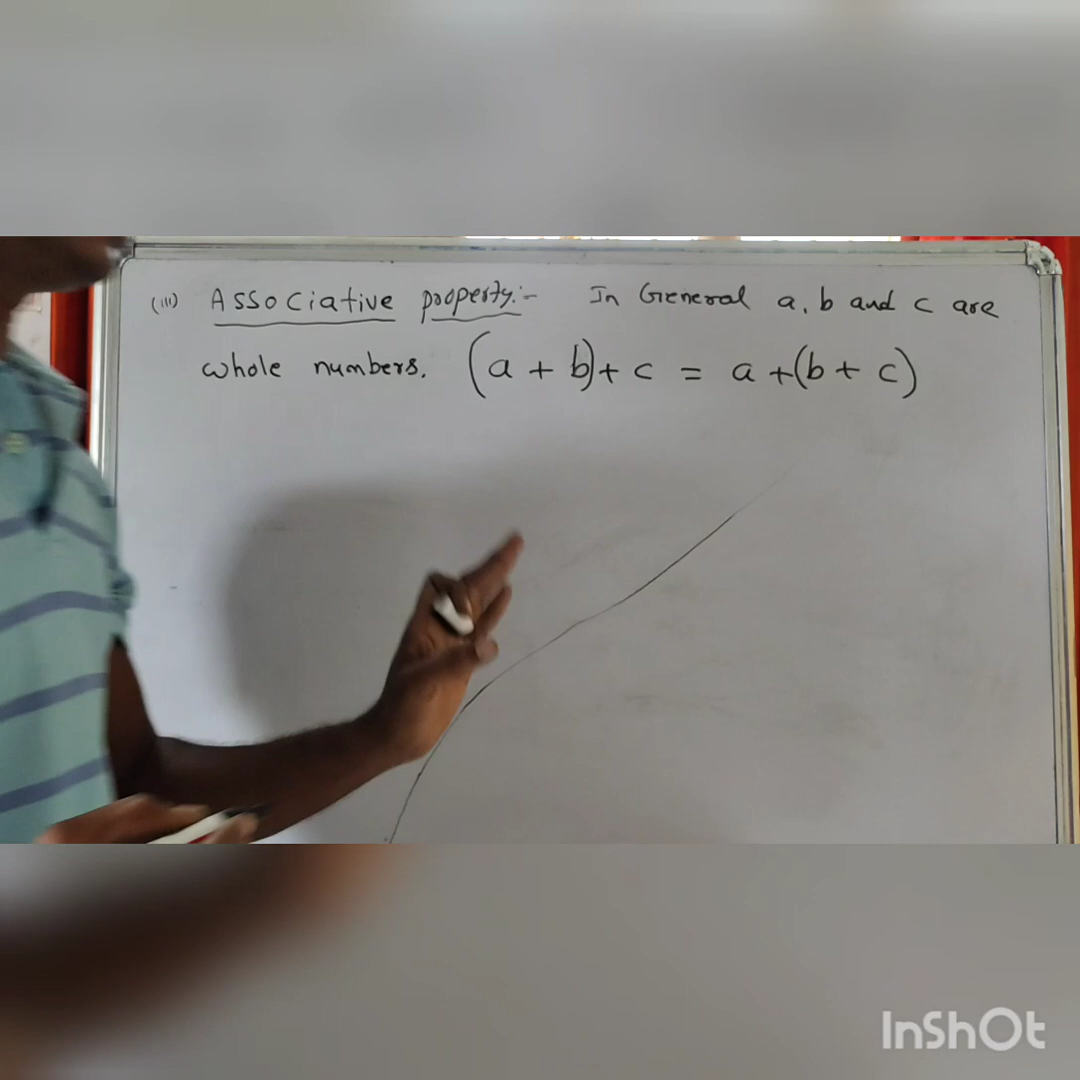 (iii) Associative property:- In General a, b and c are
whole numbers. (a + b) + c = a + (b + c)
InShOt